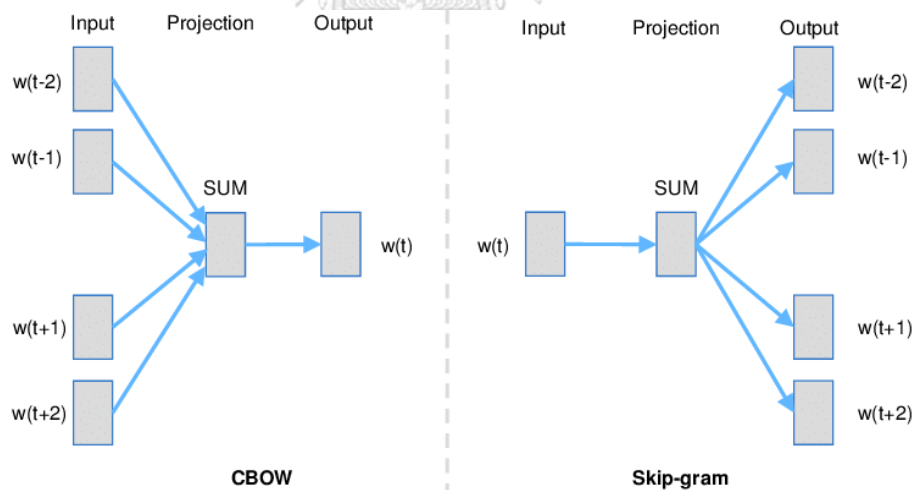 Input Projection Output
w(t-2)
w(t-1)
SUM
w(t)
w(t+1)
w(t+2)
CBOW
Input Projection Output
w(t-2)
w(t-1)
SUM
w(t)
w(t+1)
w(t+2)
Skip-gram